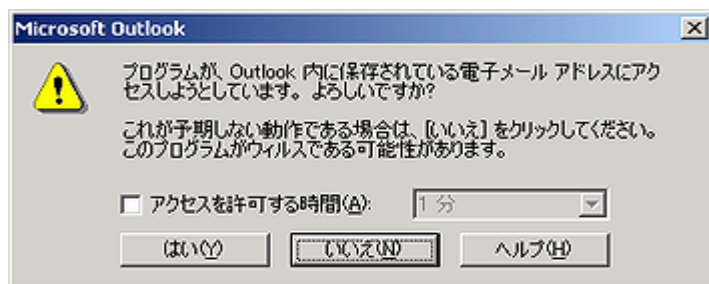 Microsoft Outlook
プログラムが、Outlook 内に保存されている電子メール アドレスにアク
セスしようとしています。よろしいですか?
これが予期しない動作である場合は、[いいえ] をクリックしてください。
このプログラムがウィルスである可能性があります。
アクセスを許可する時間(A):
1 分
はい(Y)
いいえ(N)
ヘルプ(H)